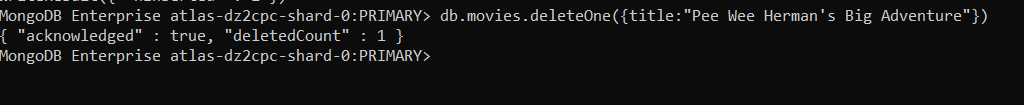 MongoDB Enterprise atlas-dz2cpc-shard-0:PRIMARY> db.movies.deleteOne({title:"Pee Wee Herman's Big Adventure"})
{ "acknowledged" : true, "deletedCount" : 1 }
MongoDB Enterprise atlas-dz2cpc-shard-0:PRIMARY>